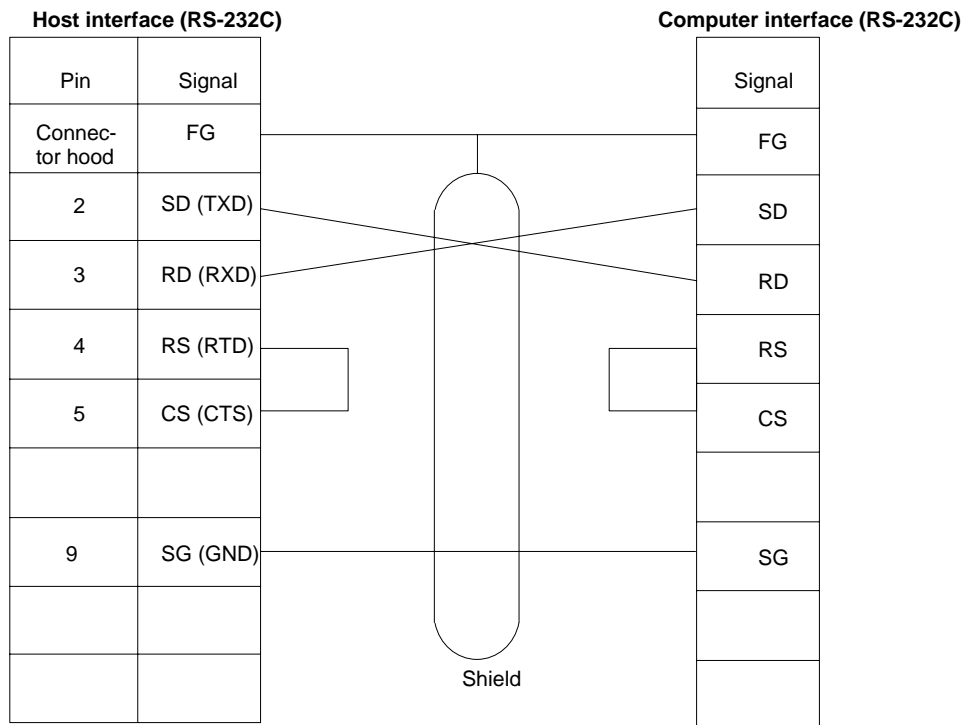 Host interface (RS-232C)
Computer interface (RS-232C)
Pin Signal Signal
Connec-
tor hood
FG FG
2 SD (TXD) SD
3 RD (RXD) RD
4 RS (RTD) RS
5 CS (CTS) CS
9 SG (GND) SG
Shield